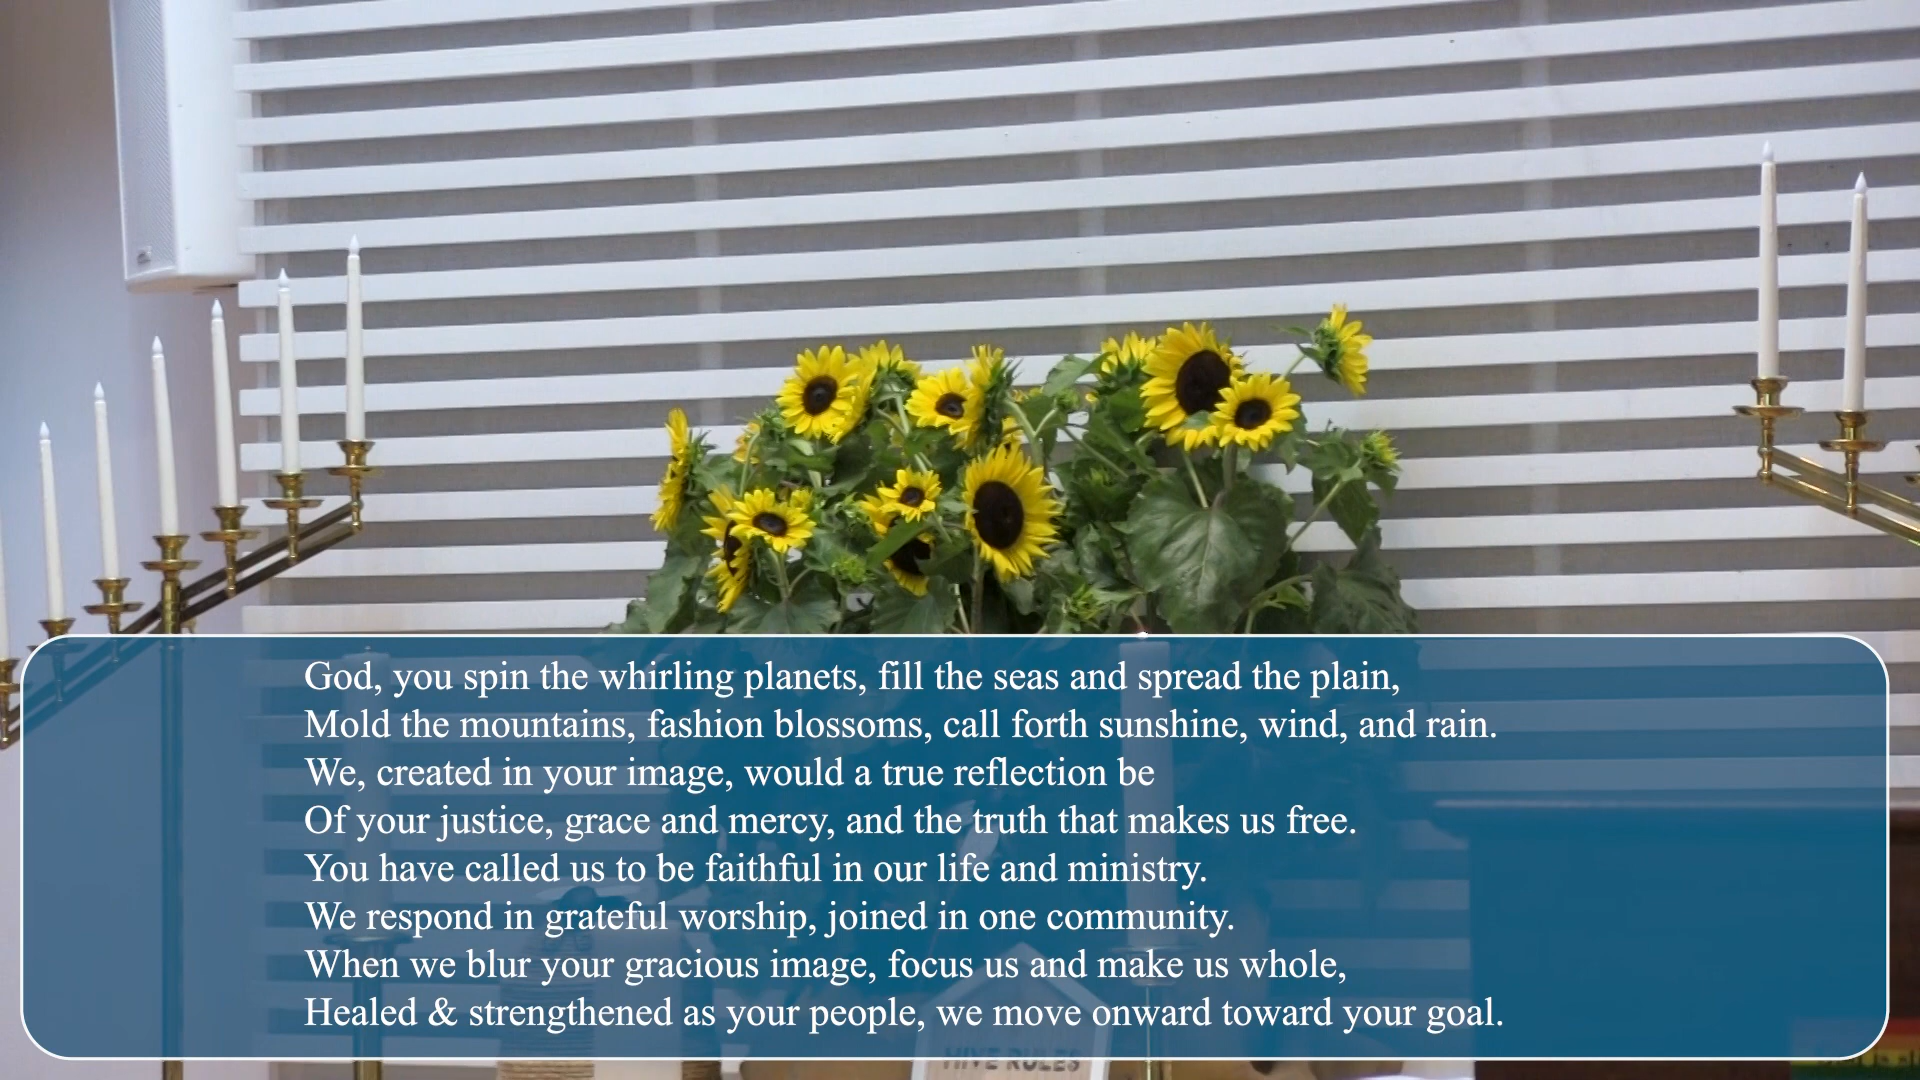 God, you spin the whirling planets, fill the seas and spread the plain,
Mold the mountains, fashion blossoms, call forth sunshine, wind, and rain.
We, created in your image, would a true reflection be
Of your justice, grace and mercy, and the truth that makes us free.
You have called us to be faithful in our life and ministry.
We respond in grateful worship, joined in one community.
When we blur your gracious image, focus us and make us whole,
Healed & strengthened as your people, we move onward toward your goal.
HIVE RULES